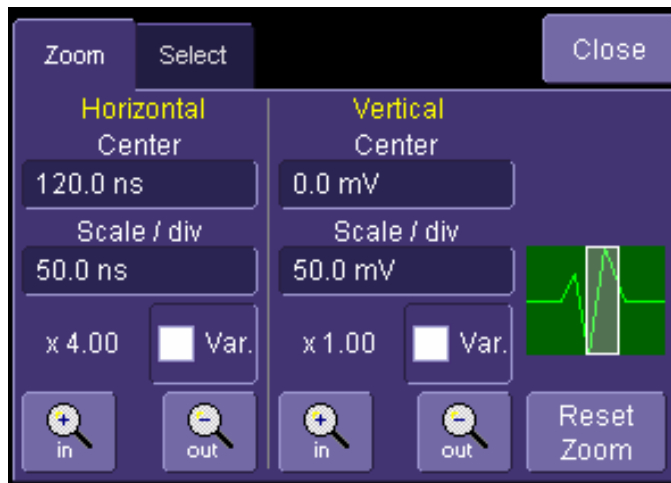 Zoom
Select
Close
Horizontal
Center
120.0 ns
Scale / div
50.0 ns
x 4.00
Var.
in
out
Vertical
Center
0.0 mV
Scale / div
50.0 mV
x 1.00
Var.
in
out
Reset
Zoom